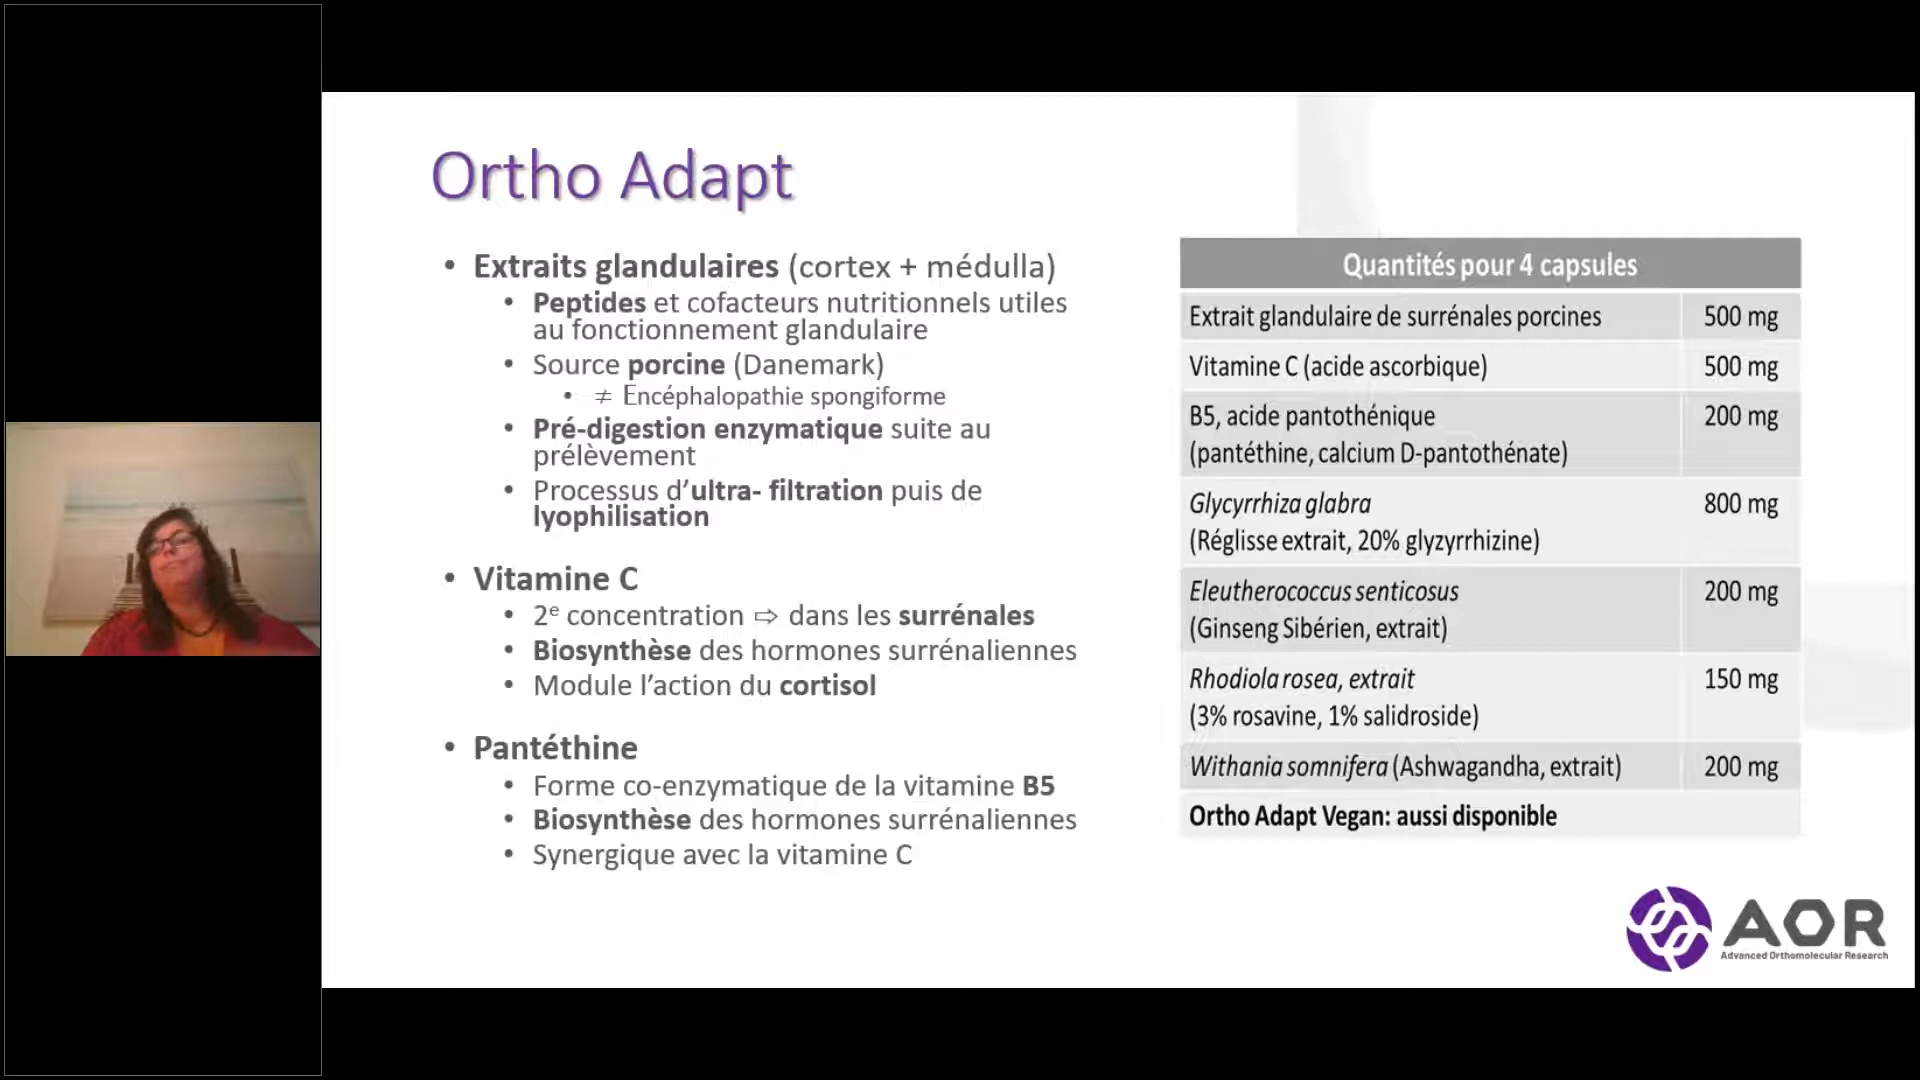 Ortho Adapt
• Extraits glandulaires (cortex + médulla)
• Peptides et cofacteurs nutritionnels utiles
au fonctionnement glandulaire
• Source porcine (Danemark)
• ≠ Encéphalopathie spongiforme
• Pré-digestion enzymatique suite au
prélèvement
• Processus d’ultra- filtration puis de
lyophilisation
• Vitamine C
• 2e concentration ⇨ dans les surrénales
• Biosynthèse des hormones surrénaliennes
• Module l’action du cortisol
• Pantéthine
• Forme co-enzymatique de la vitamine B5
• Biosynthèse des hormones surrénaliennes
• Synergique avec la vitamine C
Quantités pour 4 capsules
Extrait glandulaire de surrénales porcines 500 mg
Vitamine C (acide ascorbique) 500 mg
B5, acide pantothénique 200 mg
(pantéthine, calcium D-pantothénate)
Glycyrrhiza glabra 800 mg
(Réglisse extrait, 20% glyzyrrhizine)
Eleutherococcus senticosus 200 mg
(Ginseng Sibérien, extrait)
Rhodiola rosea, extrait 150 mg
(3% rosavine, 1% salidroside)
Withania somnifera (Ashwagandha, extrait) 200 mg
Ortho Adapt Vegan: aussi disponible
AOR
Advanced Orthomolecular Research